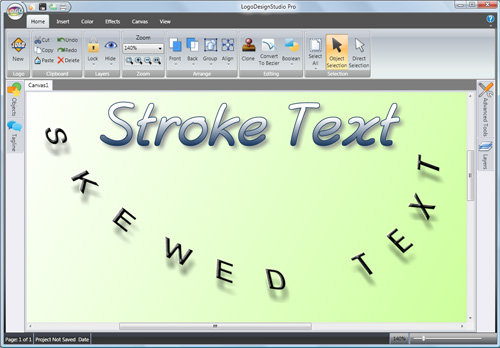 LogoDesignStudio Pro
Home Insert Color Effects Canvas View
Zoom
Cut Undo
Copy Redo
Paste Delete
140%
New Lock Hide Front Back Group Align Clone Convert To Bezier Boolean Select All Object Selection Direct Selection
Logo Clipboard Layers Zoom Arrange Editing Selection
Canvas1
Objects
Tagline
Advanced Tools
Layers
Stroke Text
SKEWED TEXT
Page: 1 of 1 Project Not Saved Date 140%